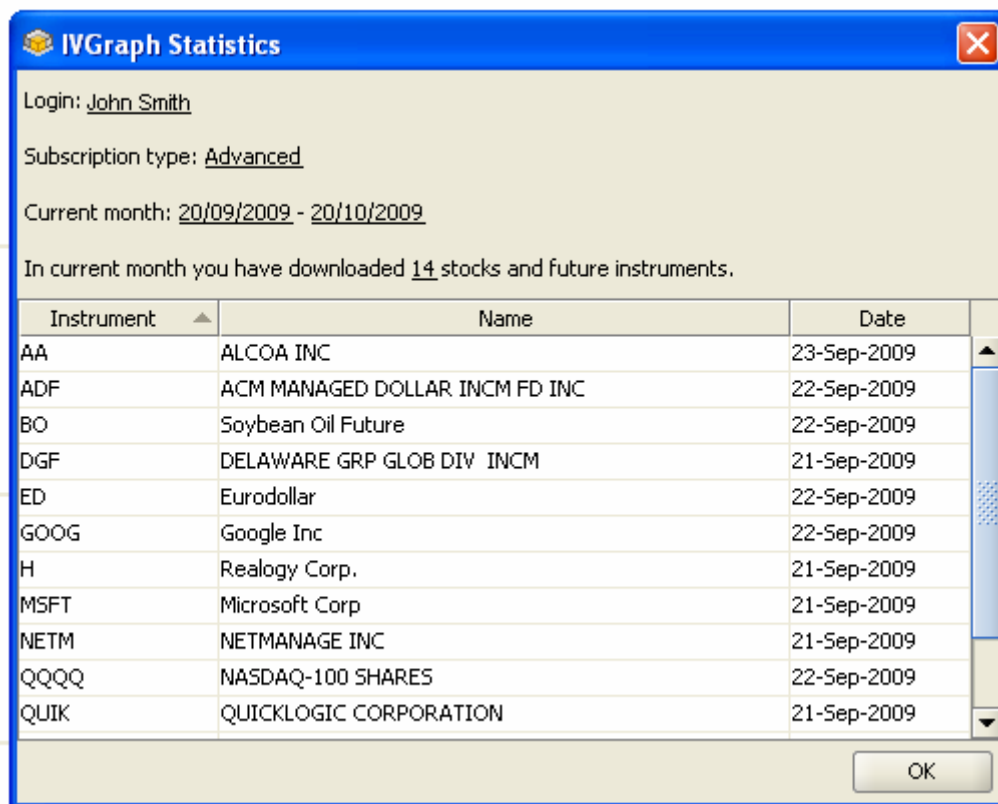 IVGraph Statistics
Login: John Smith
Subscription type: Advanced
Current month: 20/09/2009 - 20/10/2009
In current month you have downloaded 14 stocks and future instruments.
Instrument Name Date
AA ALCOA INC 23-Sep-2009
ADF ACM MANAGED DOLLAR INCM FD INC 22-Sep-2009
BO Soybean Oil Future 22-Sep-2009
DGF DELAWARE GRP GLOB DIV  INCM 21-Sep-2009
ED Eurodollar 22-Sep-2009
GOOG Google Inc 22-Sep-2009
H Realogy Corp. 21-Sep-2009
MSFT Microsoft Corp 21-Sep-2009
NETM NETMANAGE INC 21-Sep-2009
QQQQ NASDAQ-100 SHARES 22-Sep-2009
QUIK QUICKLOGIC CORPORATION 21-Sep-2009
OK